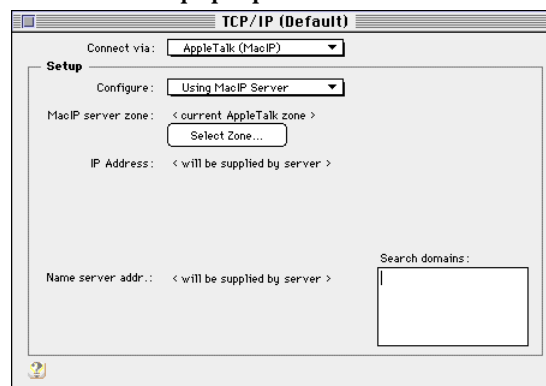 TCP/IP (Default)
Connect via: AppleTalk (MacIP)
Setup
Configure: Using MacIP Server
MacIP server zone: < current AppleTalk zone >
Select Zone...
IP Address: < will be supplied by server >
Search domains:
Name server addr.: < will be supplied by server >